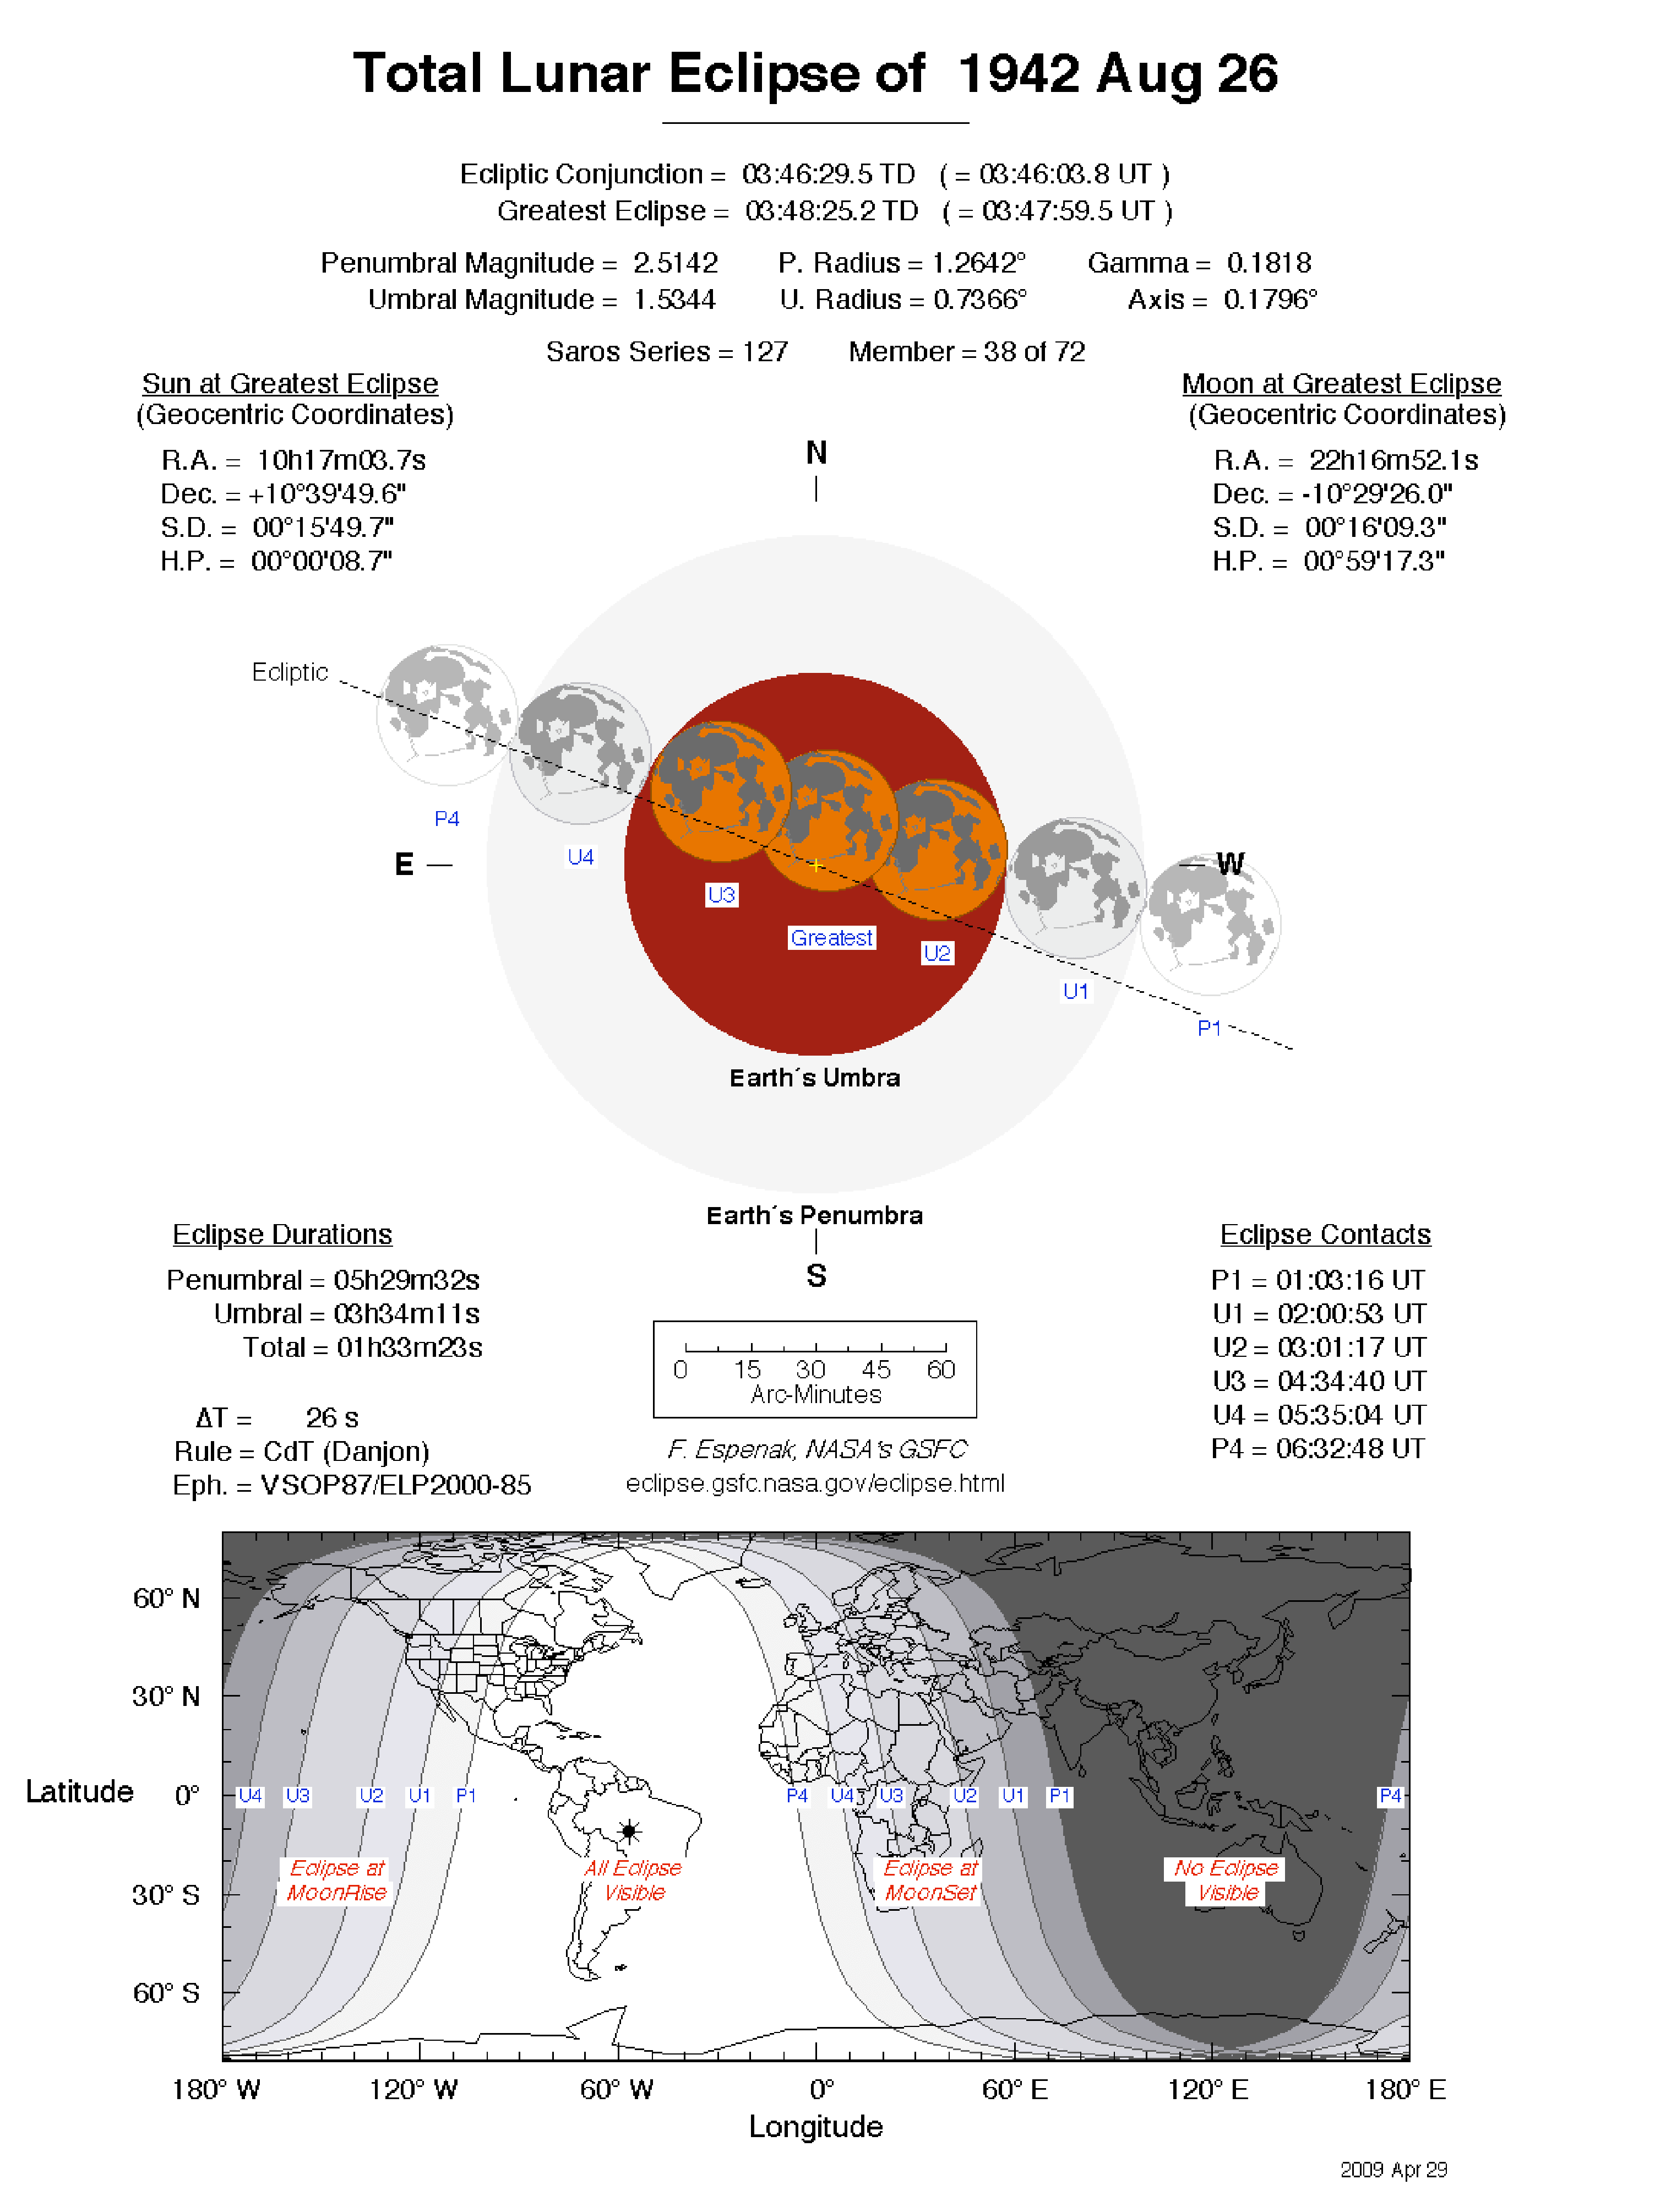 Total Lunar Eclipse of 1942 Aug 26
Ecliptic Conjunction = 03:46:29.5 TD ( = 03:46:03.8 UT )
Greatest Eclipse = 03:48:25.2 TD ( = 03:47:59.5 UT )
Penumbral Magnitude = 2.5142 P. Radius = 1.2642° Gamma = 0.1818
Umbral Magnitude = 1.5344 U. Radius = 0.7366° Axis = 0.1796°
Saros Series = 127 Member = 38 of 72
Sun at Greatest Eclipse
(Geocentric Coordinates)
R.A. = 10h17m03.7s
Dec. = +10°39'49.6"
S.D. = 00°15'49.7"
H.P. = 00°00'08.7"
Moon at Greatest Eclipse
(Geocentric Coordinates)
R.A. = 22h16m52.1s
Dec. = -10°29'26.0"
S.D. = 00°16'09.3"
H.P. = 00°59'17.3"
N
Ecliptic
P4
E
U4
U3
Greatest
U2
U1
W
P1
Earth´s Umbra
Earth´s Penumbra
S
Eclipse Durations
Penumbral = 05h29m32s
Umbral = 03h34m11s
Total = 01h33m23s
ΔT = 26 s
Rule = CdT (Danjon)
Eph. = VSOP87/ELP2000-85
0 15 30 45 60
Arc-Minutes
F. Espenak, NASA's GSFC
eclipse.gsfc.nasa.gov/eclipse.html
Eclipse Contacts
P1 = 01:03:16 UT
U1 = 02:00:53 UT
U2 = 03:01:17 UT
U3 = 04:34:40 UT
U4 = 05:35:04 UT
P4 = 06:32:48 UT
60° N
30° N
Latitude 0°
30° S
60° S
U4 U3 U2 U1 P1 P4 U4 U3 U2 U1 P1 P4
Eclipse at
MoonRise
All Eclipse
Visible
Eclipse at
MoonSet
No Eclipse
Visible
180° W 120° W 60° W 0° 60° E 120° E 180° E
Longitude
2009 Apr 29